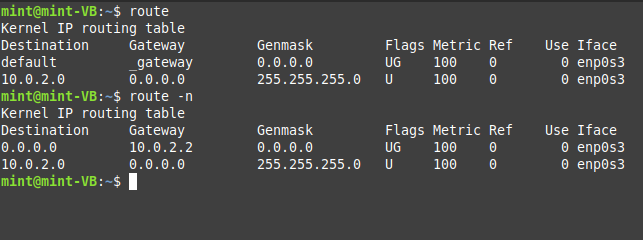 mint@mint-VB:~$ route
Kernel IP routing table
Destination     Gateway         Genmask         Flags Metric Ref    Use Iface
default         _gateway        0.0.0.0         UG    100    0        0 enp0s3
10.0.2.0        0.0.0.0         255.255.255.0   U     100    0        0 enp0s3
mint@mint-VB:~$ route -n
Kernel IP routing table
Destination     Gateway         Genmask         Flags Metric Ref    Use Iface
0.0.0.0         10.0.2.2        0.0.0.0         UG    100    0        0 enp0s3
10.0.2.0        0.0.0.0         255.255.255.0   U     100    0        0 enp0s3
mint@mint-VB:~$